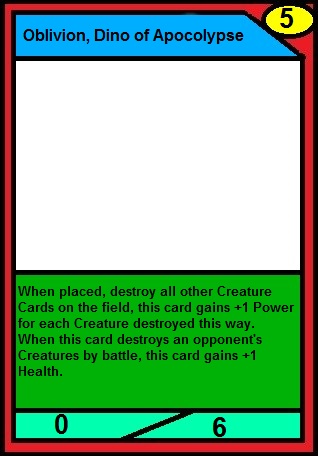 5
Oblivion, Dino of Apocolypse
When placed, destroy all other Creature
Cards on the field, this card gains +1 Power
for each Creature destroyed this way.
When this card destroys an opponent's
Creatures by battle, this card gains +1
Health.
0
6